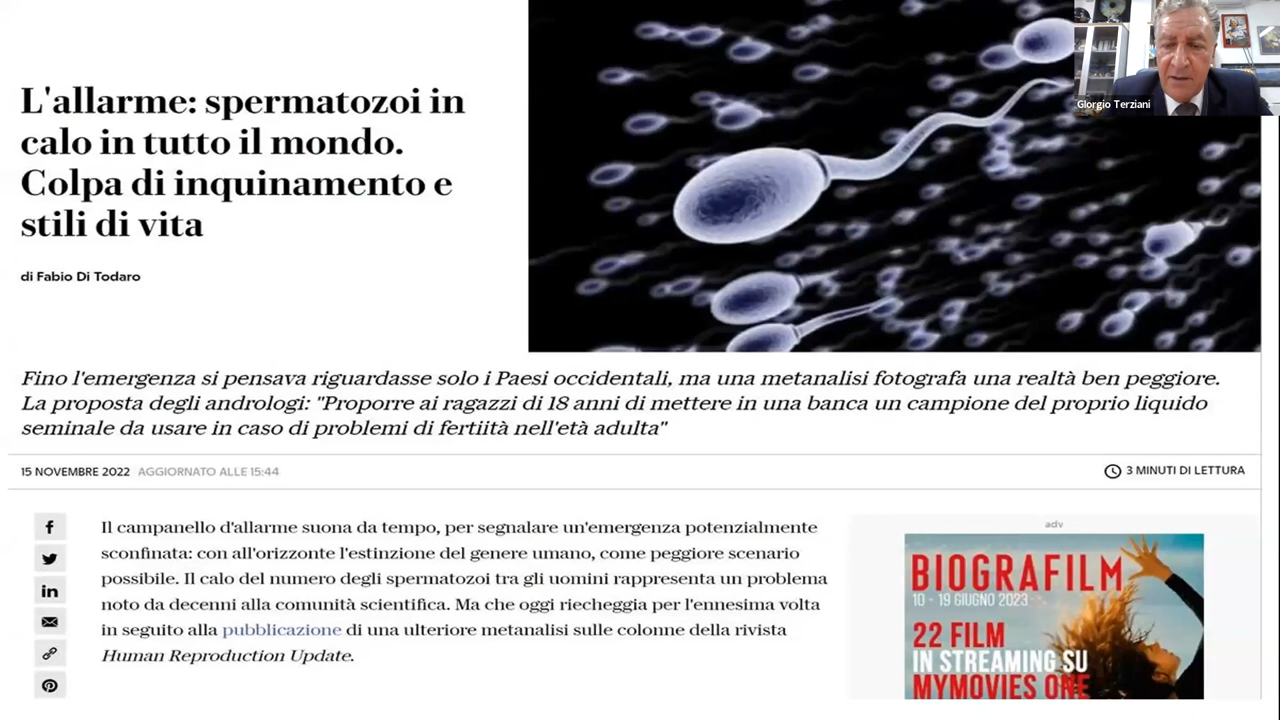 Giorgio Terziani
L'allarme: spermatozoi in
calo in tutto il mondo.
Colpa di inquinamento e
stili di vita
di Fabio Di Todaro
Fino l'emergenza si pensava riguardasse solo i Paesi occidentali, ma una metanalisi fotografa una realtà ben peggiore.
La proposta degli andrologi: "Proporre ai ragazzi di 18 anni di mettere in una banca un campione del proprio liquido
seminale da usare in caso di problemi di fertiità nell'età adulta"
15 NOVEMBRE 2022 AGGIORNATO ALLE 15:44
3 MINUTI DI LETTURA
Il campanello d'allarme suona da tempo, per segnalare un'emergenza potenzialmente
sconfinata: con all'orizzonte l'estinzione del genere umano, come peggiore scenario
possibile. Il calo del numero degli spermatozoi tra gli uomini rappresenta un problema
noto da decenni alla comunità scientifica. Ma che oggi riecheggia per l'ennesima volta
in seguito alla pubblicazione di una ulteriore metanalisi sulle colonne della rivista
Human Reproduction Update.
adv
BIOGRAFILM
10 - 19 GIUGNO 2023
22 FILM
IN STREAMING SU
MYMOVIES ONE